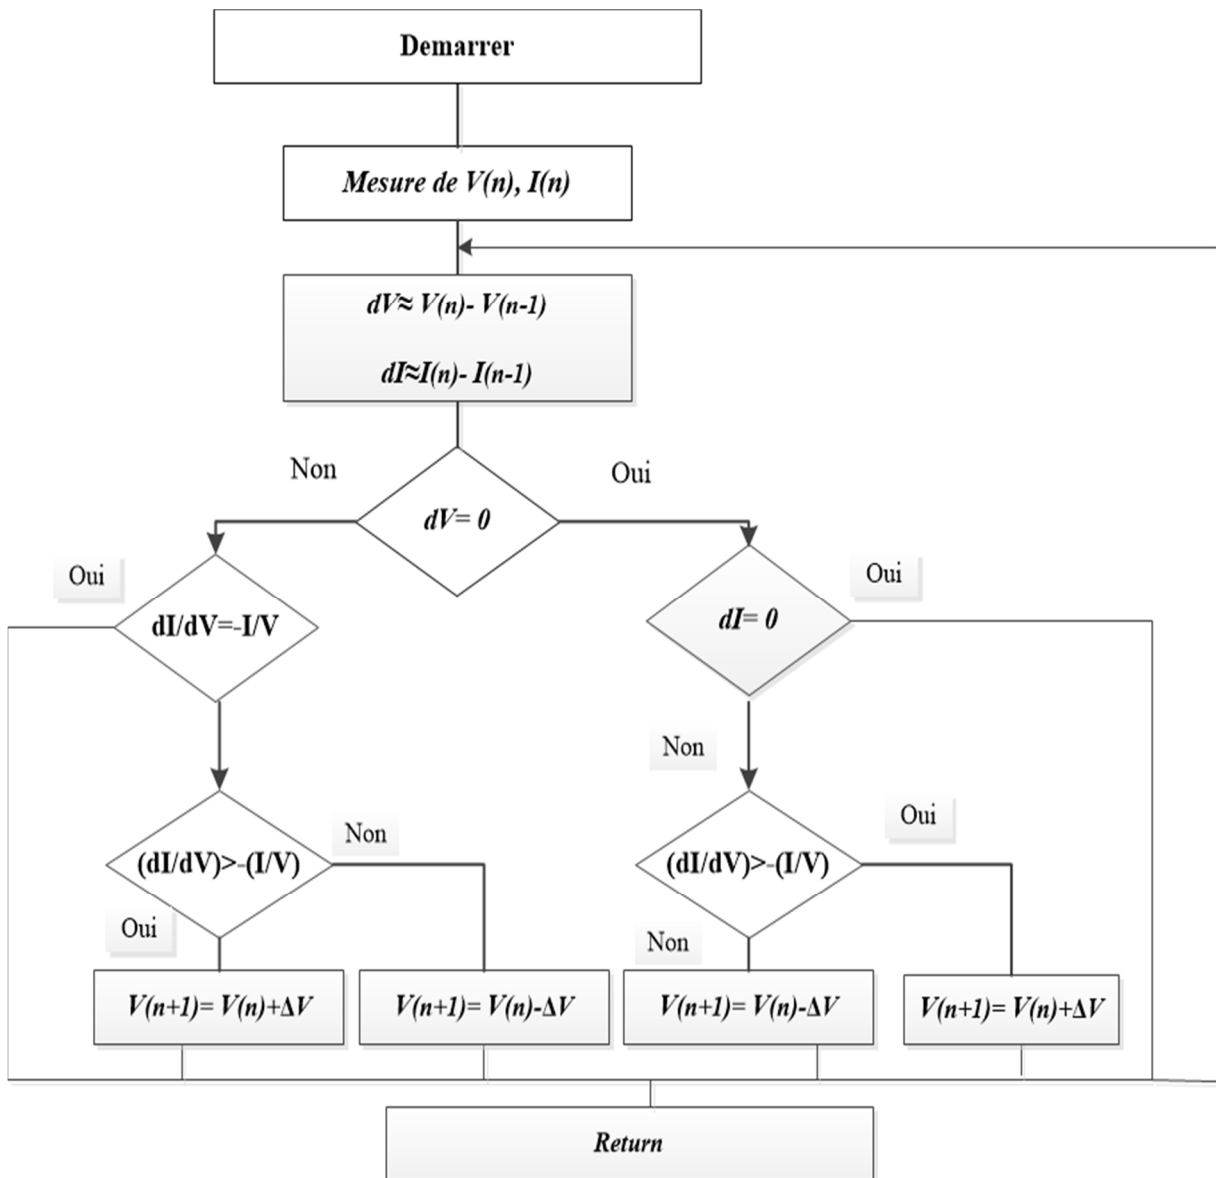 Demarrer
Mesure de V(n), I(n)
dV≈ V(n)- V(n-1)
dI≈I(n)- I(n-1)
Non
Oui
dV= 0
Oui
dI/dV=-I/V
dI= 0
Oui
Non
(dI/dV)>-(I/V)
Non
Oui
(dI/dV)>-(I/V)
Oui
Non
V(n+1)= V(n)+ΔV
V(n+1)= V(n)-ΔV
V(n+1)= V(n)-ΔV
V(n+1)= V(n)+ΔV
Return